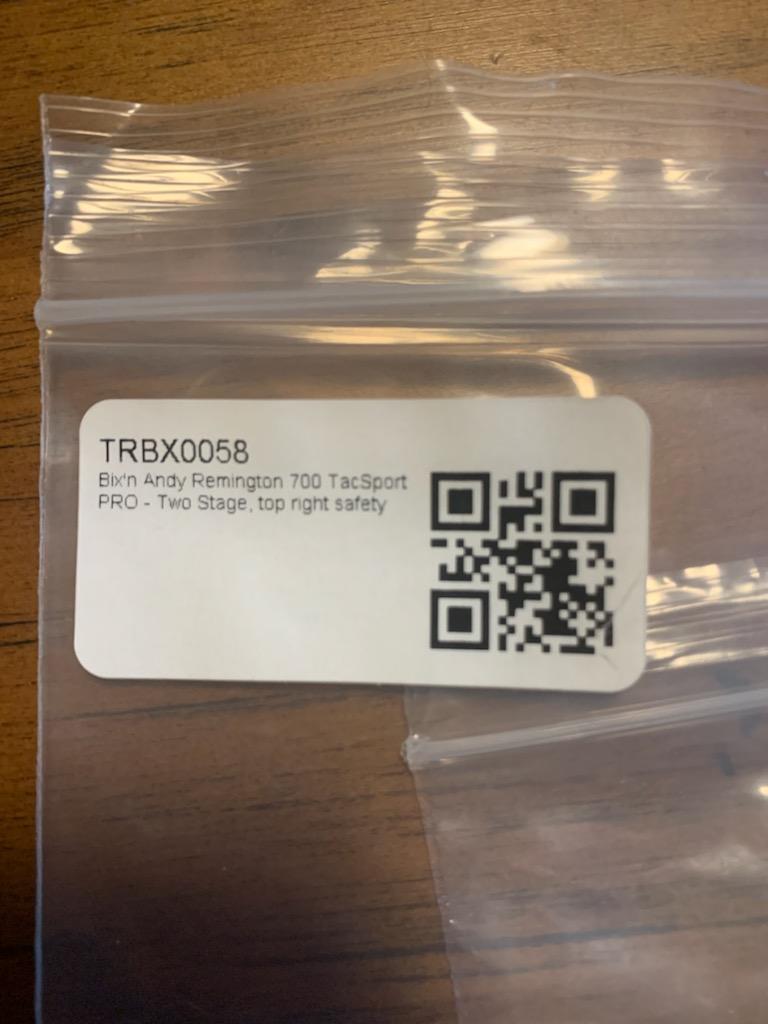 TRBX0058
Bix'n Andy Remington 700 TacSport
PRO - Two Stage, top right safety